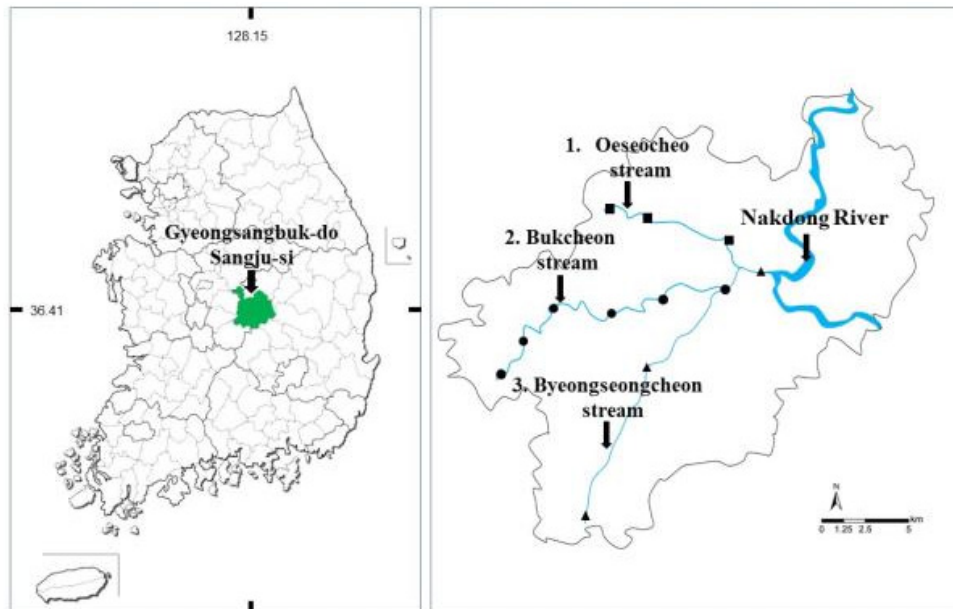 128.15
36.41
Gyeongsangbuk-do
Sangju-si
1. Oeseocheo
stream
2. Bukcheon
stream
3. Byeongseongcheon
stream
Nakdong River
N
km
0 1.25 2.5 5